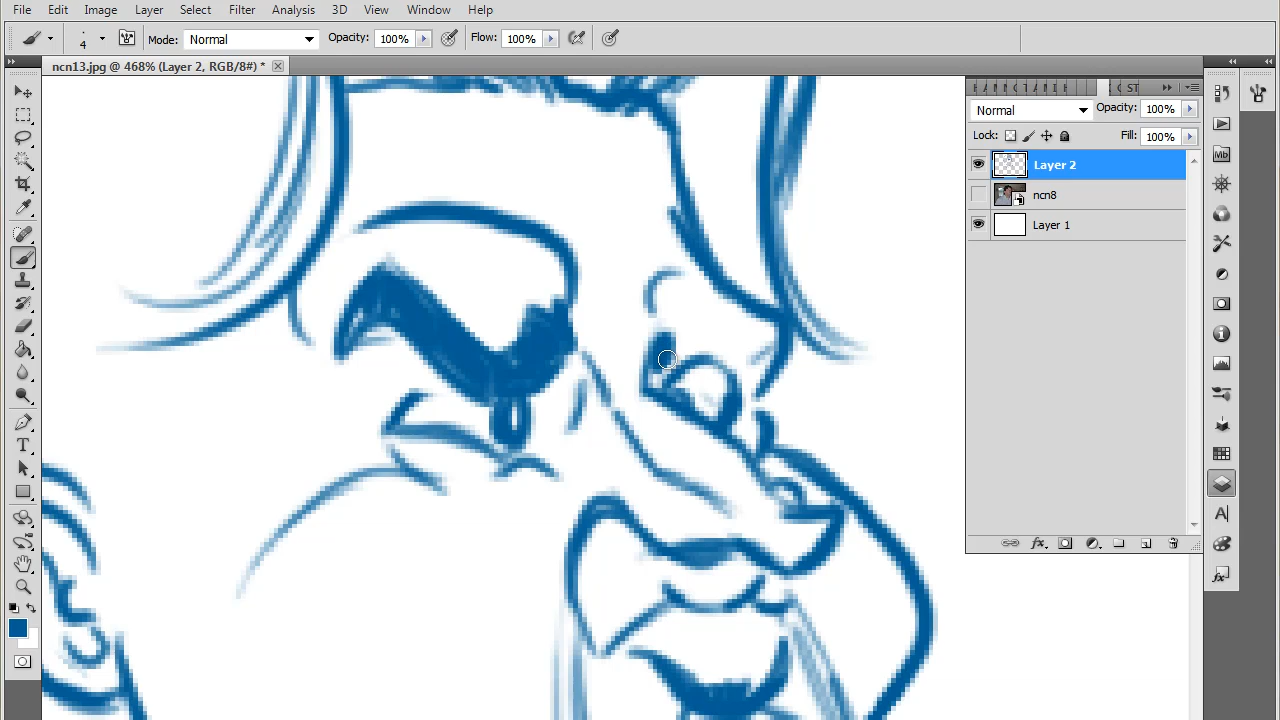 File Edit Image Layer Select Filter Analysis 3D View Window Help
4 Mode: Normal Opacity: 100% Flow: 100%
ncn13.jpg @ 468% (Layer 2, RGB/8#) *
Normal Opacity: 100%
Lock: Fill: 100%
Layer 2
ncn8
Layer 1